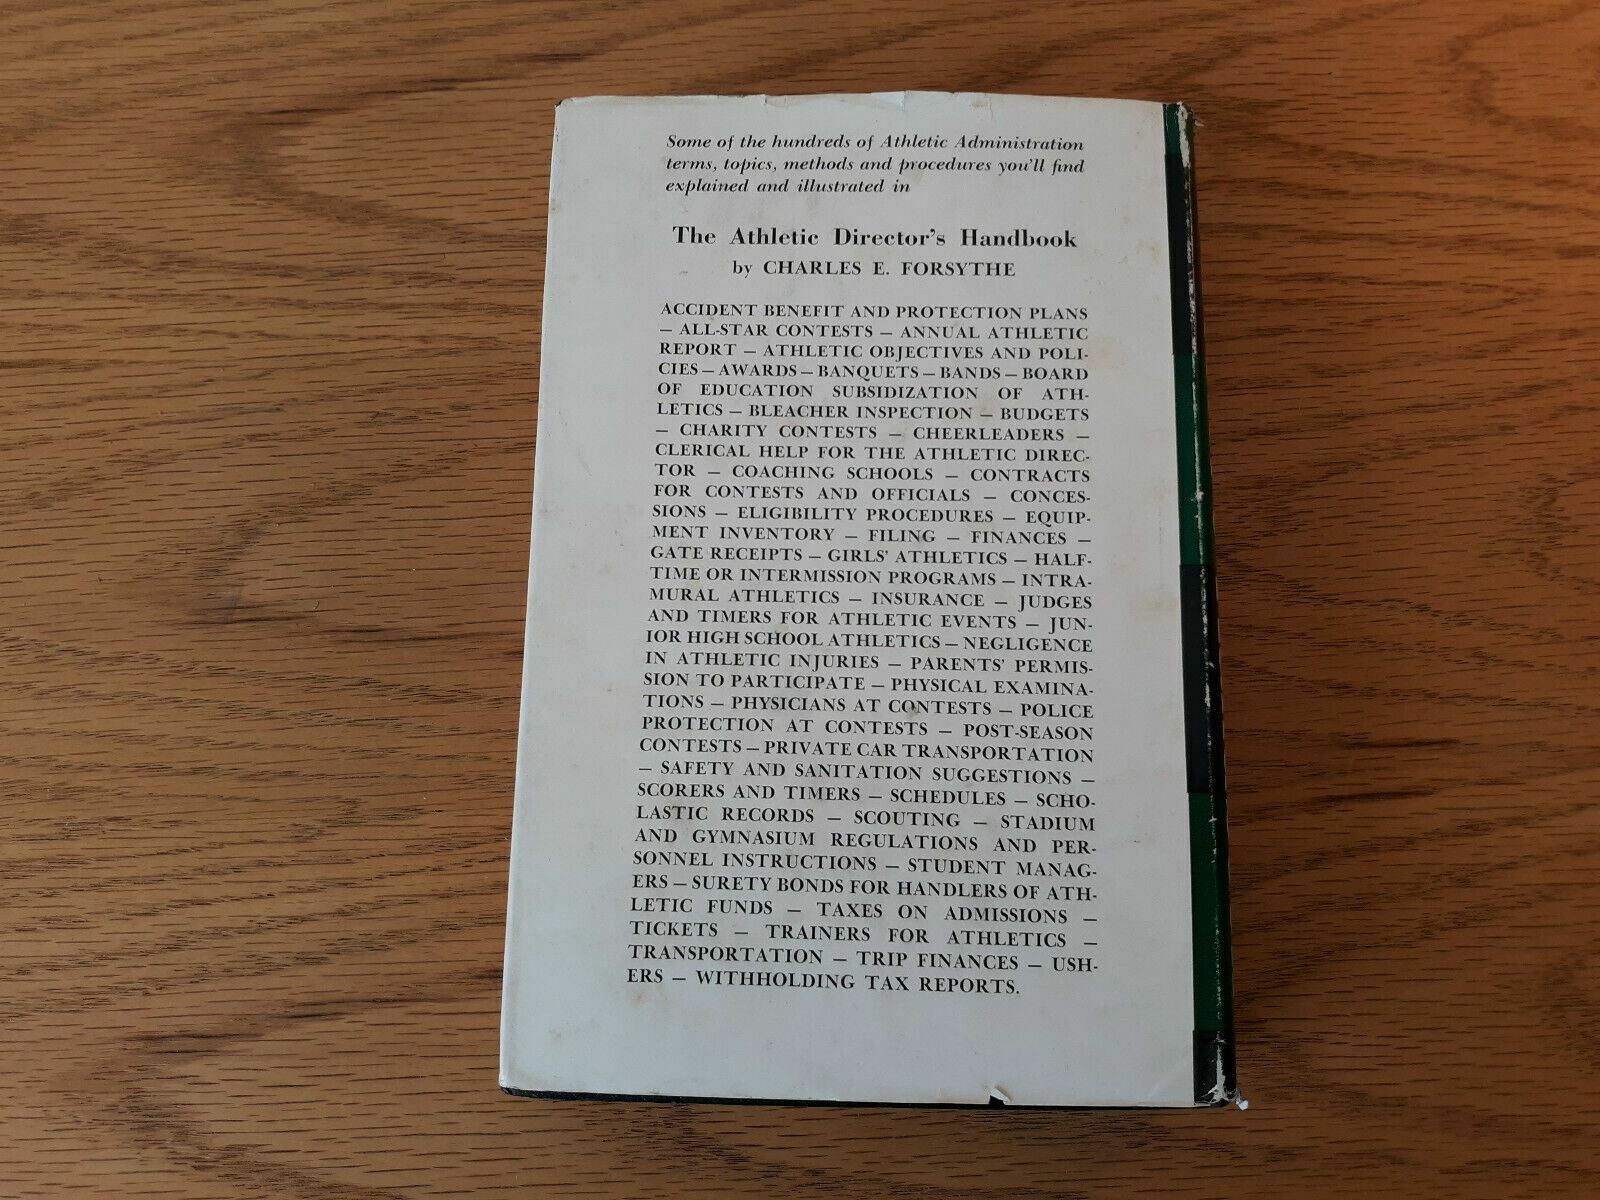 Some of the hundreds of Athletic Administration
terms, topics, methods and procedures you'll find
explained and illustrated in
The Athletic Director's Handbook
by CHARLES E. FORSYTHE
ACCIDENT BENEFIT AND PROTECTION PLANS
— ALL-STAR CONTESTS — ANNUAL ATHLETIC
REPORT — ATHLETIC OBJECTIVES AND POLI-
CIES — AWARDS — BANQUETS — BANDS — BOARD
OF EDUCATION SUBSIDIZATION OF ATH-
LETICS — BLEACHER INSPECTION — BUDGETS
— CHARITY CONTESTS — CHEERLEADERS —
CLERICAL HELP FOR THE ATHLETIC DIREC-
TOR — COACHING SCHOOLS — CONTRACTS
FOR CONTESTS AND OFFICIALS — CONCES-
SIONS — ELIGIBILITY PROCEDURES — EQUIP-
MENT INVENTORY — FILING — FINANCES —
GATE RECEIPTS — GIRLS' ATHLETICS — HALF-
TIME OR INTERMISSION PROGRAMS — INTRA-
MURAL ATHLETICS — INSURANCE — JUDGES
AND TIMERS FOR ATHLETIC EVENTS — JUN-
IOR HIGH SCHOOL ATHLETICS — NEGLIGENCE
IN ATHLETIC INJURIES — PARENTS' PERMIS-
SION TO PARTICIPATE — PHYSICAL EXAMINA-
TIONS — PHYSICIANS AT CONTESTS — POLICE
PROTECTION AT CONTESTS — POST-SEASON
CONTESTS — PRIVATE CAR TRANSPORTATION
— SAFETY AND SANITATION SUGGESTIONS —
SCORERS AND TIMERS — SCHEDULES — SCHO-
LASTIC RECORDS — SCOUTING — STADIUM
AND GYMNASIUM REGULATIONS AND PER-
SONNEL INSTRUCTIONS — STUDENT MANAG-
ERS — SURETY BONDS FOR HANDLERS OF ATH-
LETIC FUNDS — TAXES ON ADMISSIONS —
TICKETS — TRAINERS FOR ATHLETICS —
TRANSPORTATION — TRIP FINANCES — USH-
ERS — WITHHOLDING TAX REPORTS.